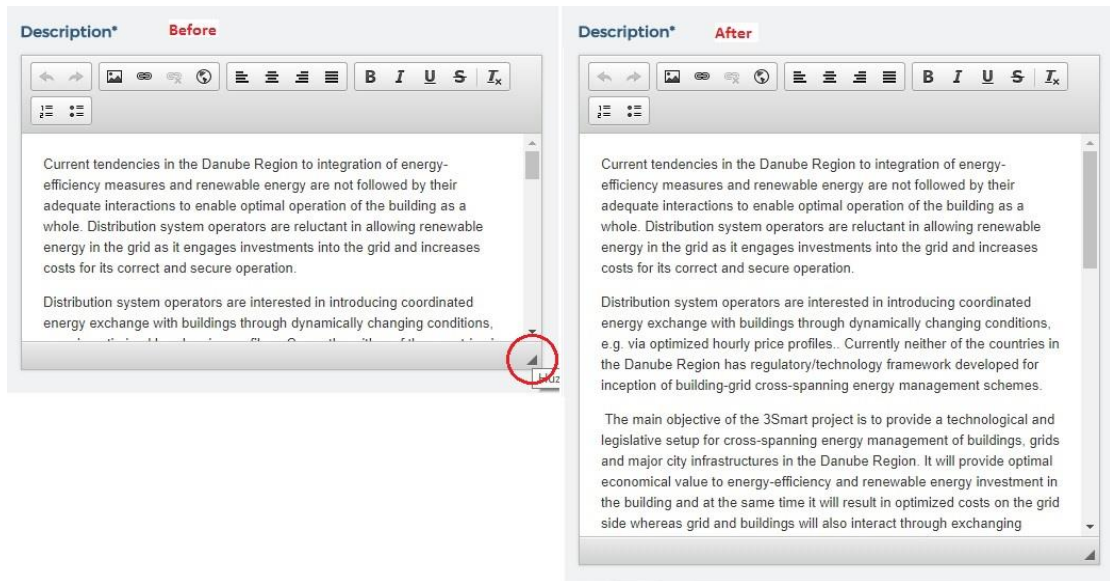 Description*
Before
B I U S Tx
Current tendencies in the Danube Region to integration of energy-
efficiency measures and renewable energy are not followed by their
adequate interactions to enable optimal operation of the building as a
whole. Distribution system operators are reluctant in allowing renewable
energy in the grid as it engages investments into the grid and increases
costs for its correct and secure operation.
Distribution system operators are interested in introducing coordinated
energy exchange with buildings through dynamically changing conditions,
Description*
After
B I U S Tx
Current tendencies in the Danube Region to integration of energy-
efficiency measures and renewable energy are not followed by their
adequate interactions to enable optimal operation of the building as a
whole. Distribution system operators are reluctant in allowing renewable
energy in the grid as it engages investments into the grid and increases
costs for its correct and secure operation.
Distribution system operators are interested in introducing coordinated
energy exchange with buildings through dynamically changing conditions,
e.g. via optimized hourly price profiles.. Currently neither of the countries in
the Danube Region has regulatory/technology framework developed for
inception of building-grid cross-spanning energy management schemes.
The main objective of the 3Smart project is to provide a technological and
legislative setup for cross-spanning energy management of buildings, grids
and major city infrastructures in the Danube Region. It will provide optimal
economical value to energy-efficiency and renewable energy investment in
the building and at the same time it will result in optimized costs on the grid
side whereas grid and buildings will also interact through exchanging